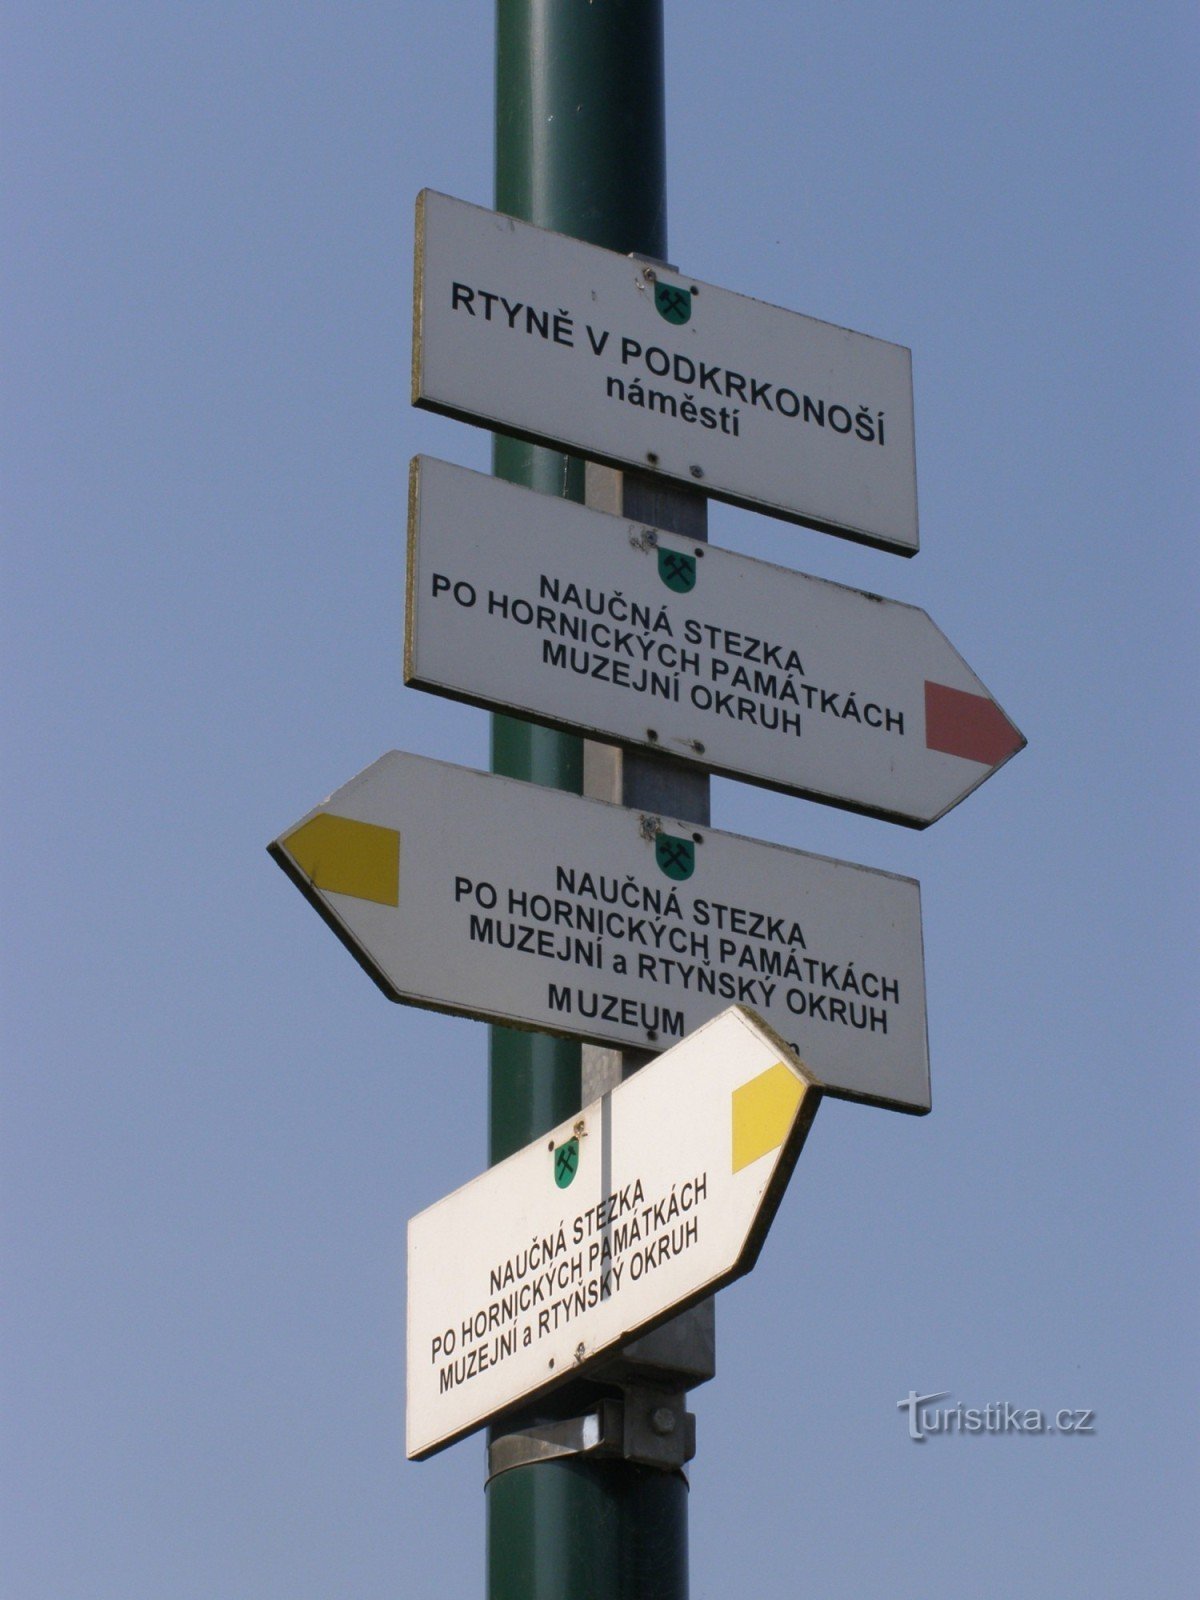 RTYNĚ V PODKRKONOŠÍ
náměstí
NAUČNÁ STEZKA
PO HORNICKÝCH PAMÁTKÁCH
MUZEJNÍ OKRUH
NAUČNÁ STEZKA
PO HORNICKÝCH PAMÁTKÁCH
MUZEJNÍ a RTYŇSKÝ OKRUH
MUZEUM
NAUČNÁ STEZKA
PO HORNICKÝCH PAMÁTKÁCH
MUZEJNÍ a RTYŇSKÝ OKRUH
Turistika.cz